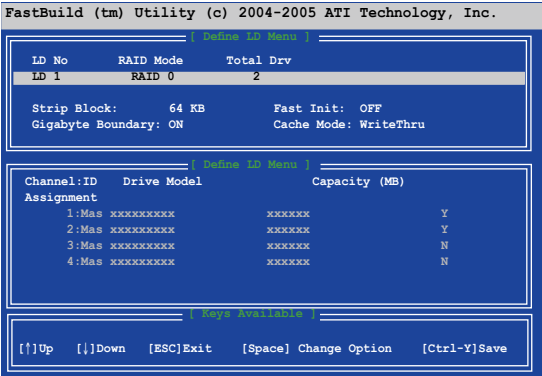 FastBuild (tm) Utility (c) 2004-2005 ATI Technology, Inc.
[ Define LD Menu ]
LD No RAID Mode Total Drv
LD 1 RAID 0 2
Strip Block: 64 KB Fast Init: OFF
Gigabyte Boundary: ON Cache Mode: WriteThru
[ Define LD Menu ]
Channel:ID Drive Model Capacity (MB)
Assignment
1:Mas xxxxxxxxx xxxxxx Y
2:Mas xxxxxxxxx xxxxxx Y
3:Mas xxxxxxxxx xxxxxx N
4:Mas xxxxxxxxx xxxxxx N
[ Keys Available ]
[↑]Up [↓]Down [ESC]Exit [Space] Change Option [Ctrl-Y]Save